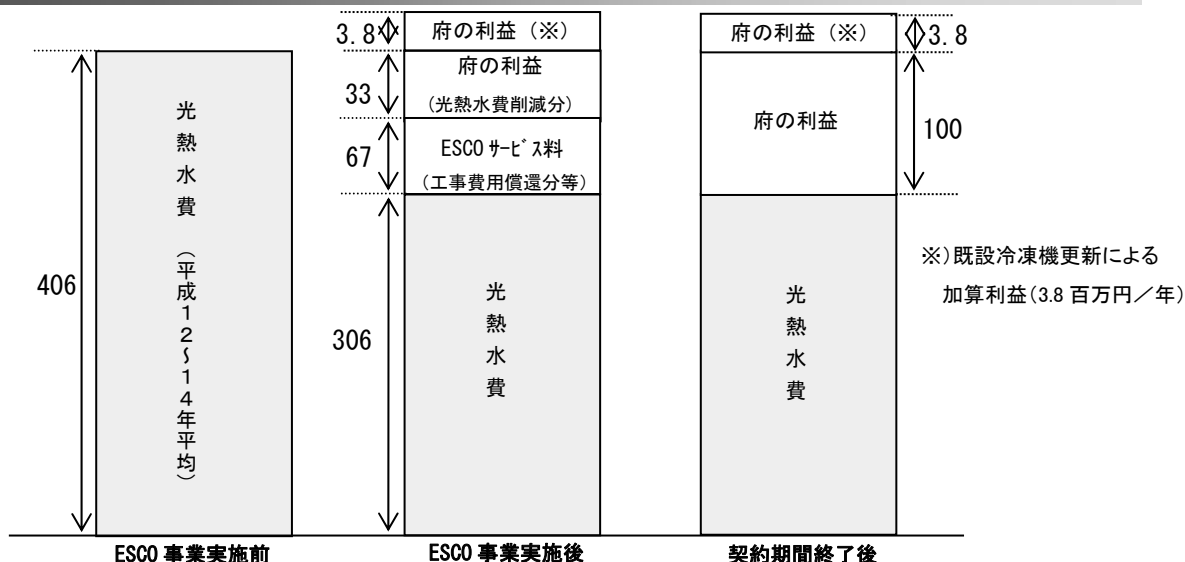 406
光熱水費（平成１２～１４年平均）
ESCO 事業実施前
3.8
府の利益（※）
33
府の利益
（光熱水費削減分）
67
ESCO ｻｰﾋﾞｽ料
（工事費用償還分等）
306
光熱水費
ESCO 事業実施後
府の利益（※）
3.8
府の利益
100
光熱水費
契約期間終了後
※）既設冷凍機更新による
加算利益（3.8 百万円／年）